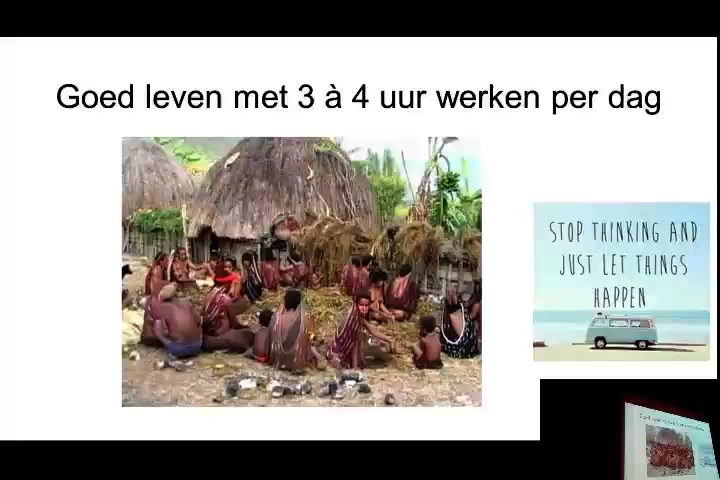 Goed leven met 3 à 4 uur werken per dag
STOP THINKING AND
JUST LET THINGS
HAPPEN